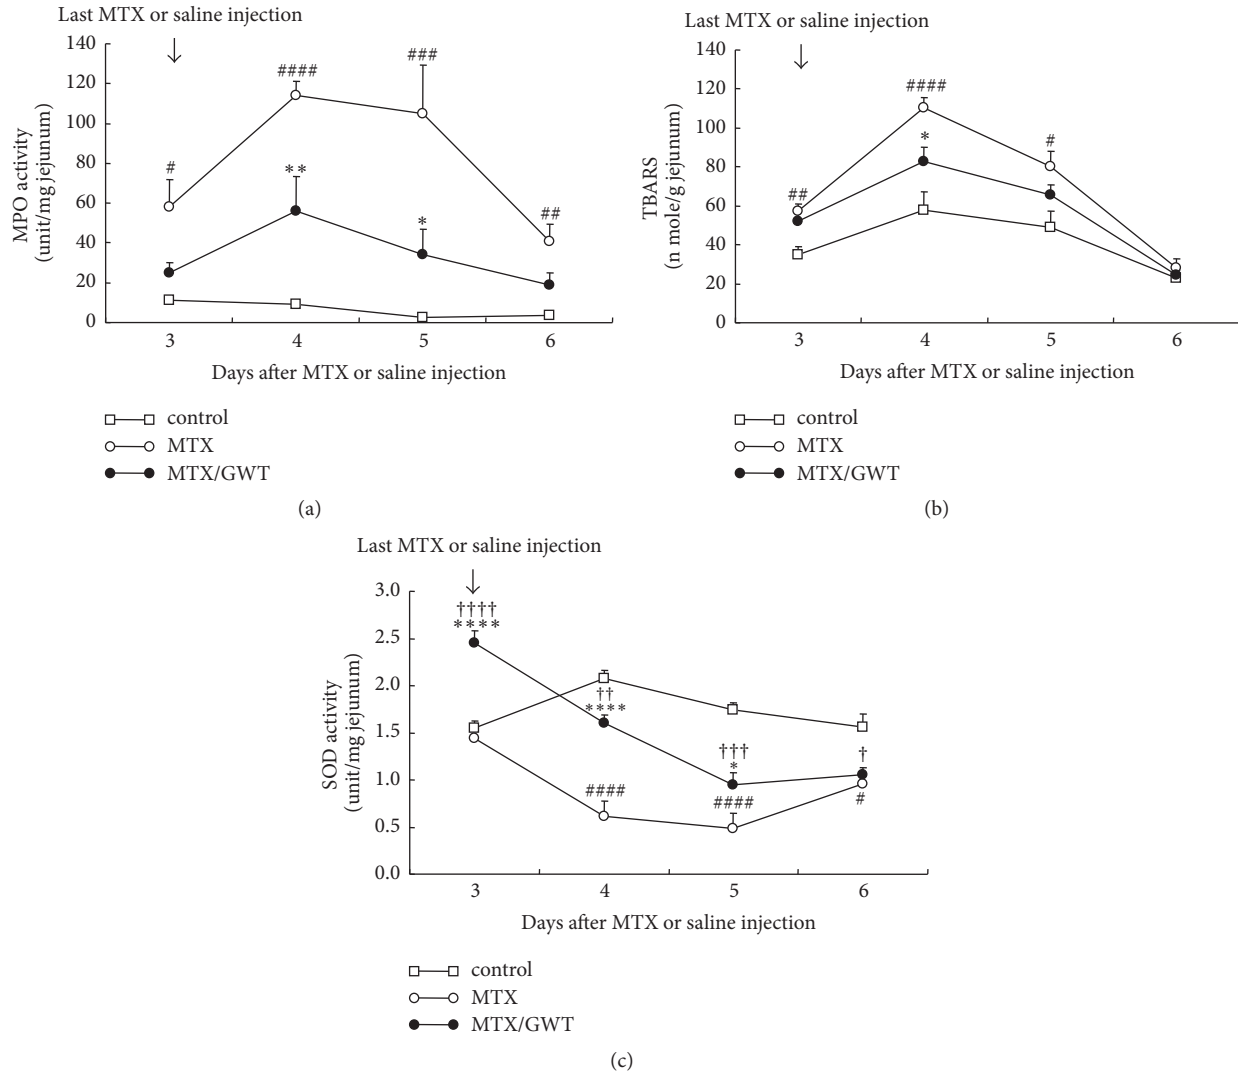 Last MTX or saline injection
140
120
100
80
60
40
20
0
MPO activity
(unit/mg jejunum)
#
####
###
##
**
*
3 4 5 6
Days after MTX or saline injection
control
MTX
MTX/GWT
(a)
Last MTX or saline injection
140
120
100
80
60
40
20
0
TBARS
(n mole/g jejunum)
##
####
#
*
3 4 5 6
Days after MTX or saline injection
control
MTX
MTX/GWT
(b)
Last MTX or saline injection
3.0
2.5
2.0
1.5
1.0
0.5
0.0
SOD activity
(unit/mg jejunum)
††††
****
††
****
†††
*
†
####
####
#
3 4 5 6
Days after MTX or saline injection
control
MTX
MTX/GWT
(c)